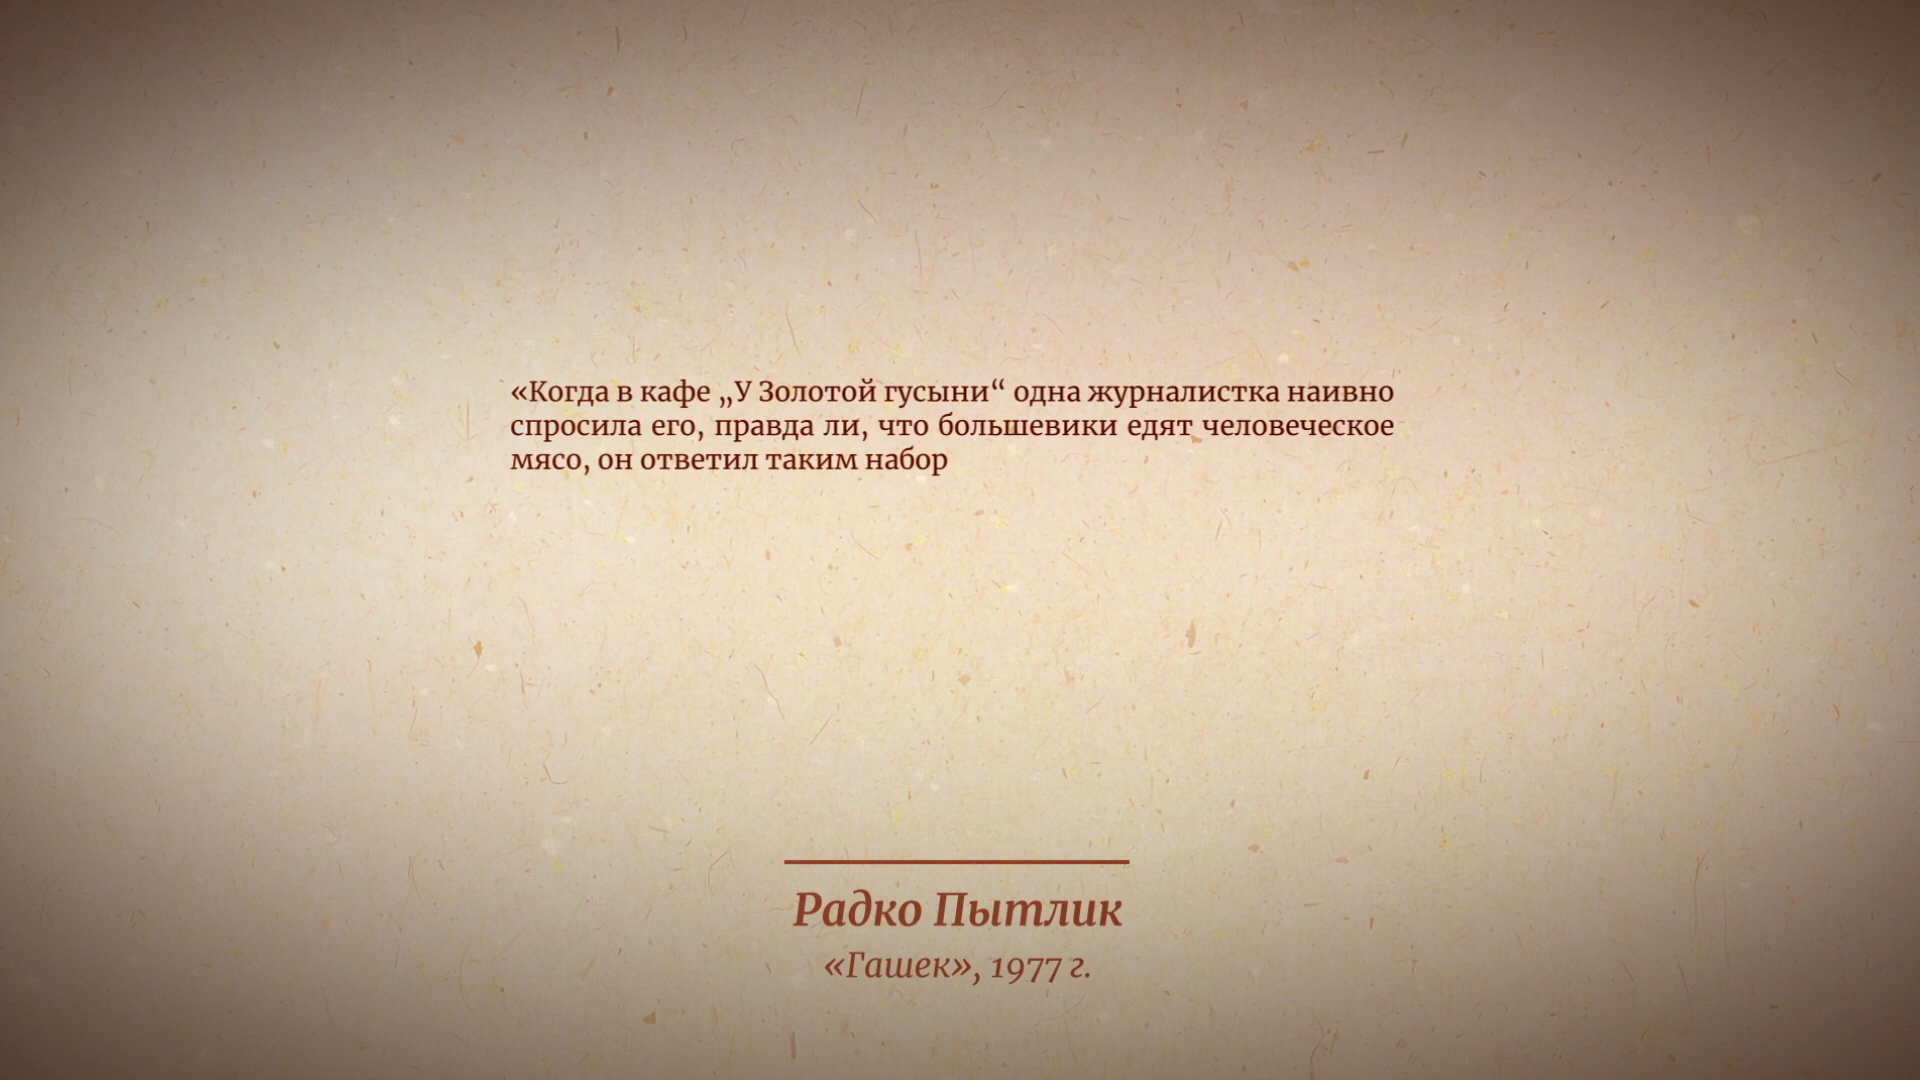 «Когда в кафе „У Золотой гусыни“ одна журналистка наивно
спросила его, правда ли, что большевики едят человеческое
мясо, он ответил таким набор
Радко Пытлик
«Гашек», 1977 г.